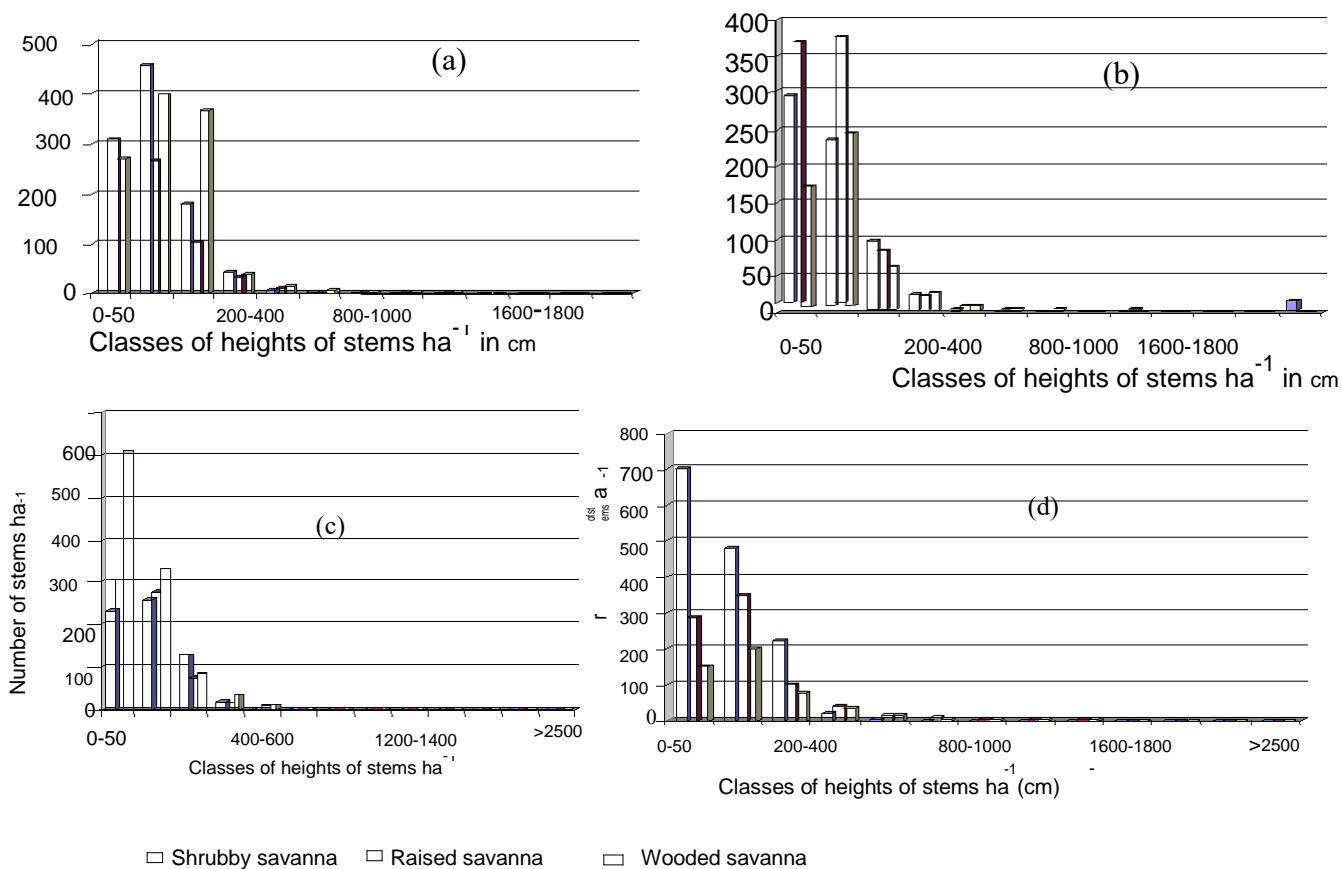 500
400
300
200
100
0
(a)
0-50 200-400 800-1000 1600-1800
Classes of heights of stems ha-1 in cm
400
350
300
250
200
150
100
50
0
(b)
0-50 200-400 800-1000 1600-1800
Classes of heights of stems ha-1 in cm
Number of stems ha-1
600
500
400
300
200
100
0
(c)
0-50 400-600 1200-1400 >2500
Classes of heights of stems ha-1
r
ofst
ems a -1
800
700
600
500
400
300
200
100
0
(d)
0-50 200-400 800-1000 1600-1800 >2500
Classes of heights of stems ha-1 (cm) -
Shrubby savanna Raised savanna Wooded savanna